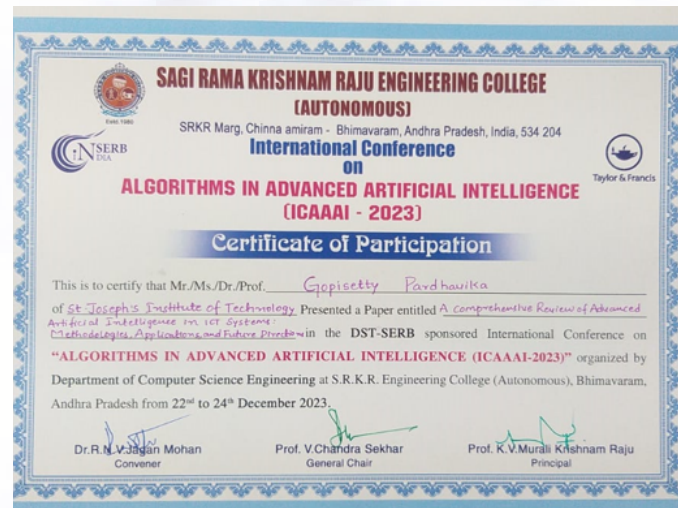 SAGI RAMA KRISHNAM RAJU ENGINEERING COLLEGE
(AUTONOMOUS)
Estd. 1980
SRKR Marg, Chinna amiram - Bhimavaram, Andhra Pradesh, India, 534 204
SERB
INDIA
International Conference
on
Taylor & Francis
ALGORITHMS IN ADVANCED ARTIFICIAL INTELLIGENCE
(ICAAAI - 2023)
Certificate of Participation
This is to certify that Mr./Ms./Dr./Prof. Gopisetty Pardhavika
of St Joseph's Institute of Technology Presented a Paper entitled A comprehensive Review of Advanced
Artificial Intelligence in ICT Systems:
Methodologies, Applications, and Future in the DST-SERB sponsored International Conference on
"ALGORITHMS IN ADVANCED ARTIFICIAL INTELLIGENCE (ICAAAI-2023)" organized by
Department of Computer Science Engineering at S.R.K.R. Engineering College (Autonomous), Bhimavaram,
Andhra Pradesh from 22nd to 24th December 2023.
Dr.R.N.V.Jagan Mohan
Convener
Prof. V.Chandra Sekhar
General Chair
Prof. K.V.Murali Krishnam Raju
Principal